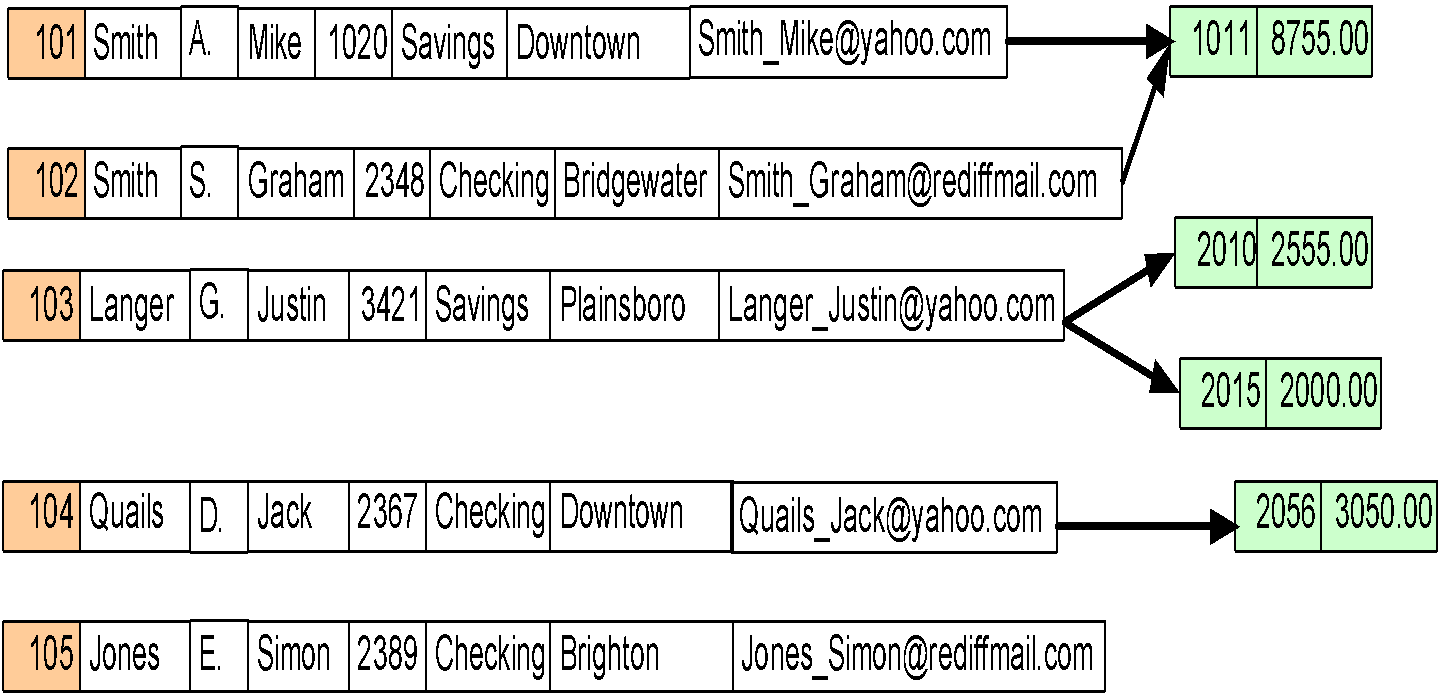 101 Smith A. Mike 1020 Savings Downtown Smith_Mike@yahoo.com 1011 8755.00
102 Smith S. Graham 2348 Checking Bridgewater Smith_Graham@rediffmail.com
2010 2555.00
103 Langer G. Justin 3421 Savings Plainsboro Langer_Justin@yahoo.com
2015 2000.00
104 Quails D. Jack 2367 Checking Downtown Quails_Jack@yahoo.com 2056 3050.00
105 Jones E. Simon 2389 Checking Brighton Jones_Simon@rediffmail.com